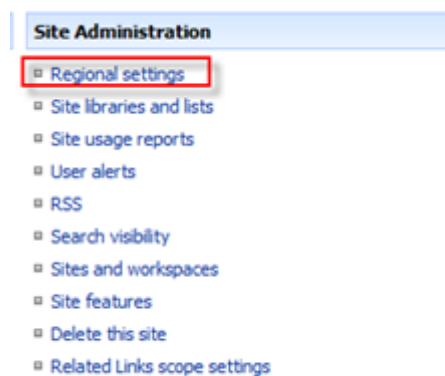 Site Administration
Regional settings
Site libraries and lists
Site usage reports
User alerts
RSS
Search visibility
Sites and workspaces
Site features
Delete this site
Related Links scope settings